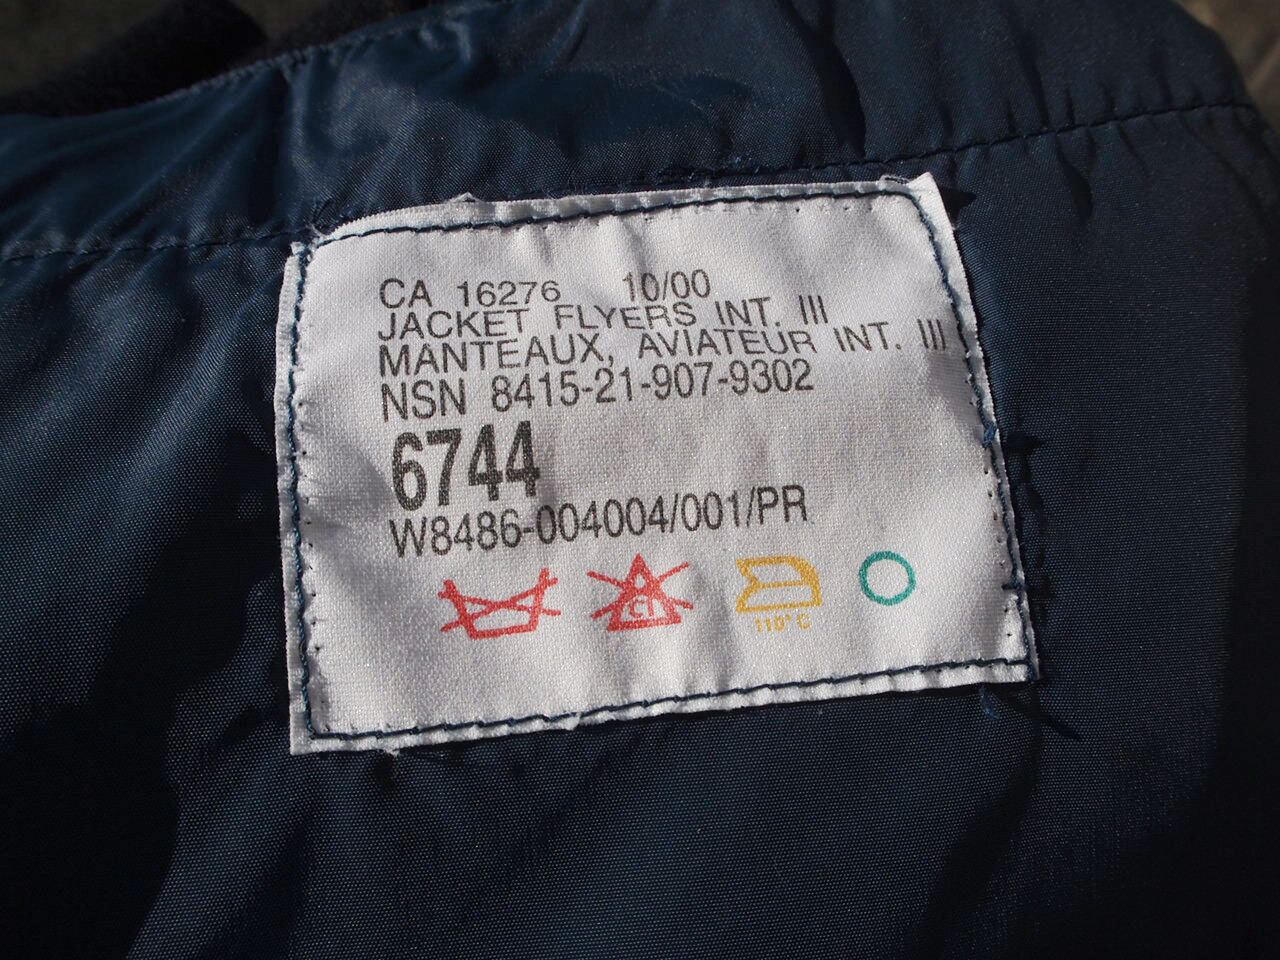 CA 16276 10/00
JACKET FLYERS INT. III
MANTEAUX, AVIATEUR INT. III
NSN 8415-21-907-9302
6744
W8486-004004/001/PR
CL
110° C